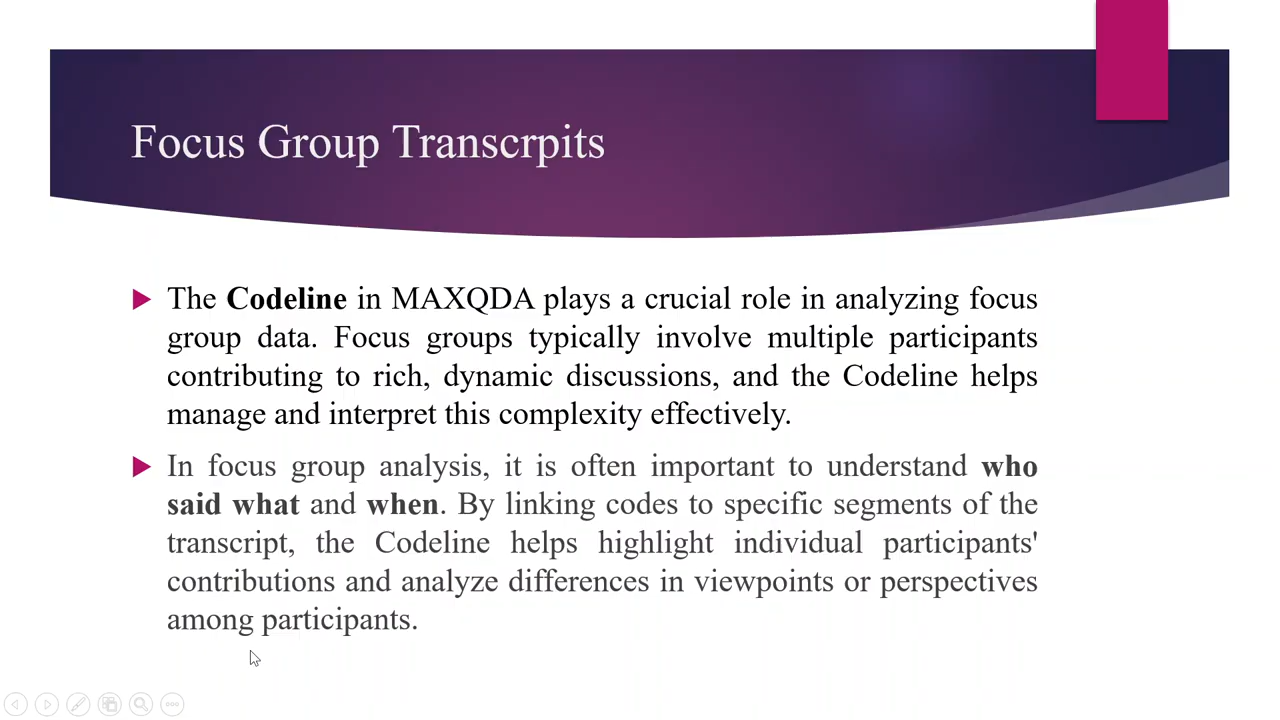 Focus Group Transcrpits
The Codeline in MAXQDA plays a crucial role in analyzing focus
group data. Focus groups typically involve multiple participants
contributing to rich, dynamic discussions, and the Codeline helps
manage and interpret this complexity effectively.
In focus group analysis, it is often important to understand who
said what and when. By linking codes to specific segments of the
transcript, the Codeline helps highlight individual participants'
contributions and analyze differences in viewpoints or perspectives
among participants.